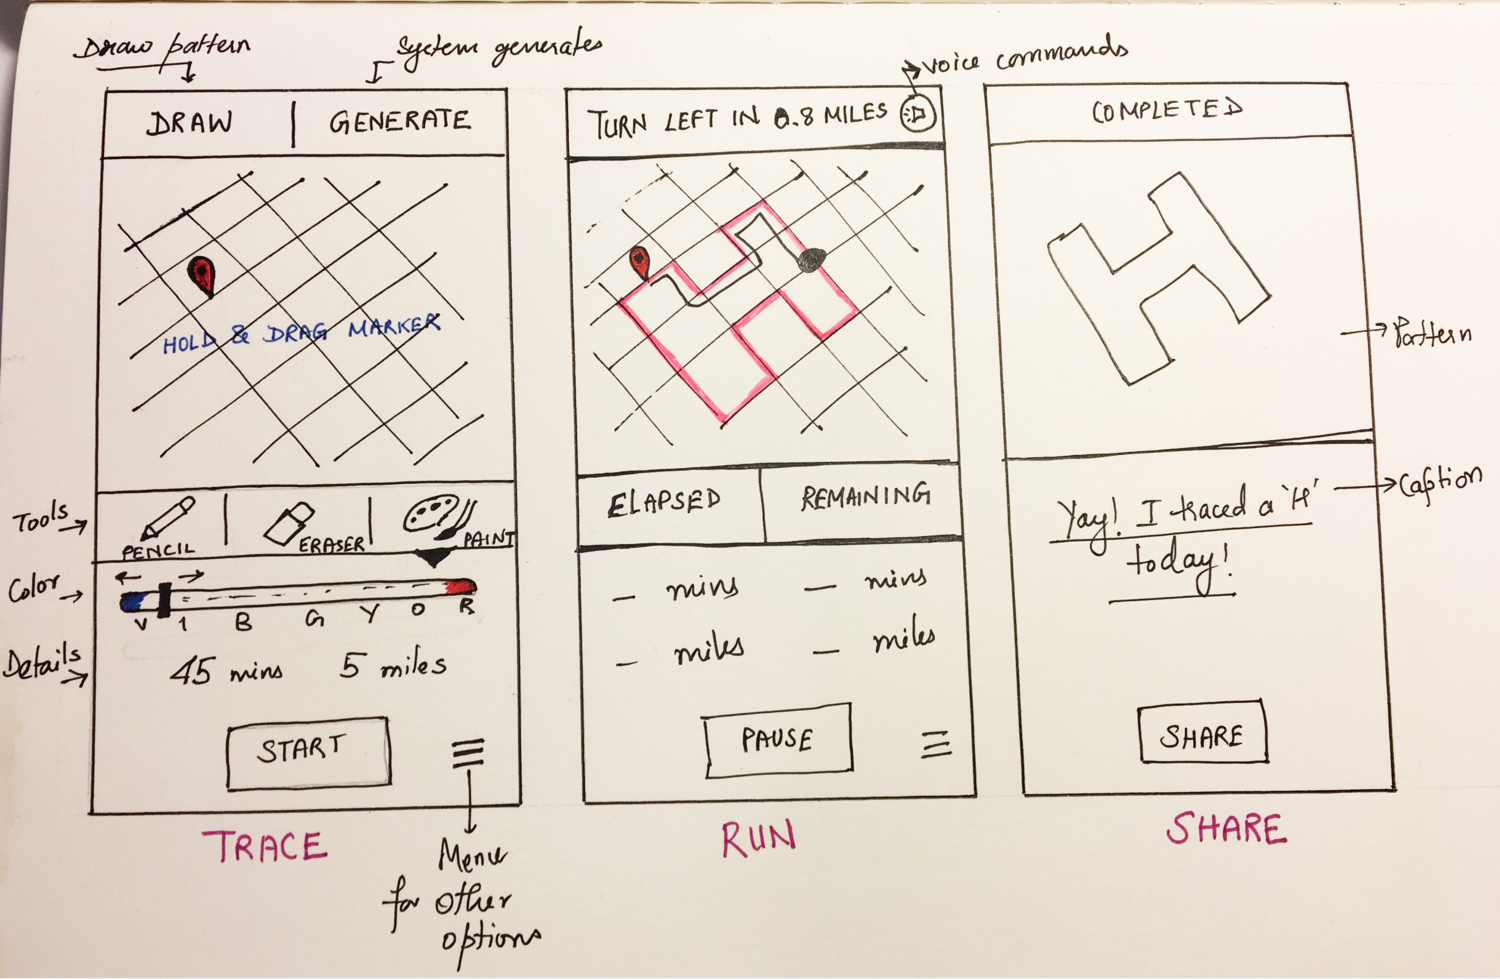 Draw pattern
System generates
voice commands
DRAW | GENERATE
HOLD & DRAG MARKER
Tools
PENCIL
ERASER
PAINT
Color
V I B G Y O R
Details
45 mins 5 miles
START
Menu
for other
options
TRACE
TURN LEFT IN 0.8 MILES
ELAPSED REMAINING
– mins – mins
– miles – miles
PAUSE
RUN
COMPLETED
Pattern
Caption
Yay! I traced a 'H'
today!
SHARE
SHARE